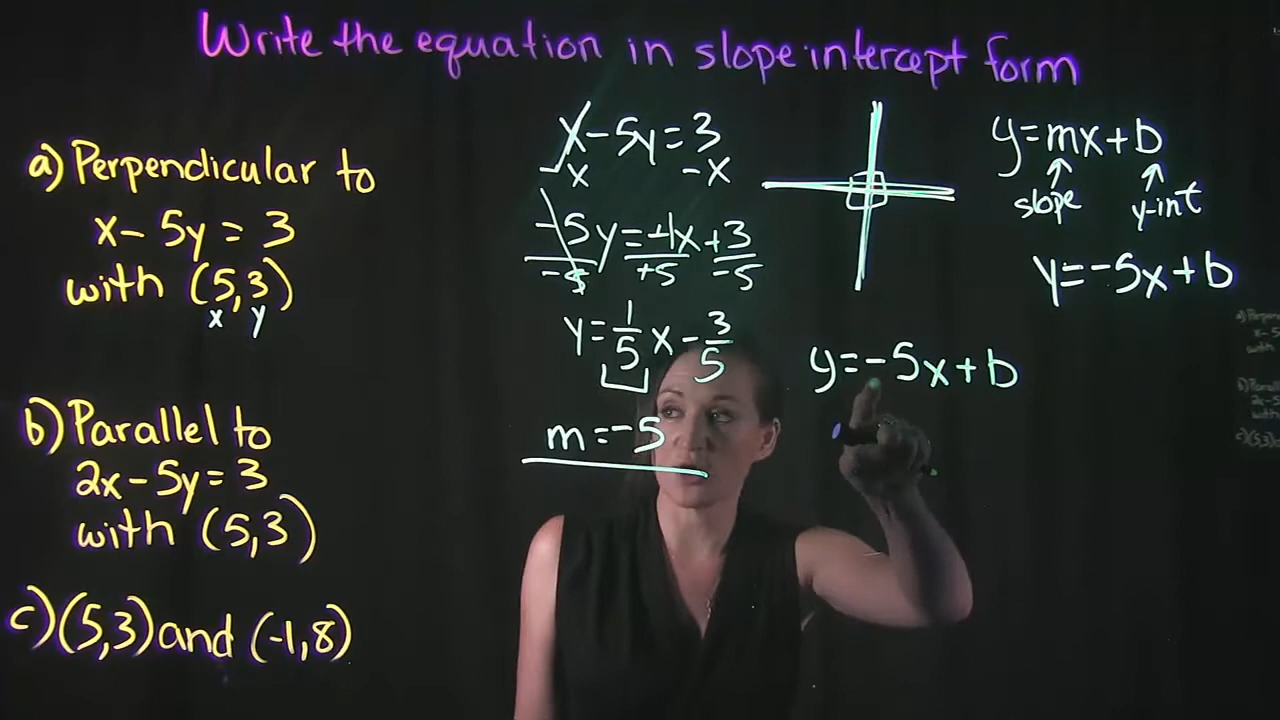 Write the equation in slope intercept form
a) Perpendicular to
x - 5y = 3
with (5,3)
x y
b) Parallel to
2x - 5y = 3
with (5,3)
c) (5,3) and (-1,8)
x - 5y = 3
-x -x
-5y = -1x + 3
-5 +5 -5
y = 1/5 x - 3/5
m = -5
y = mx + b
slope y-int
y = -5x + b
y = -5x + b